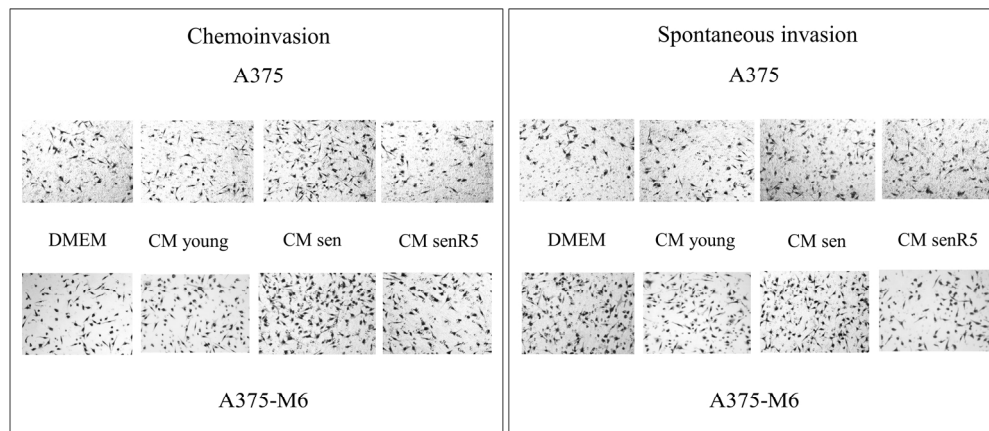 Chemoinvasion
A375
DMEM CM young CM sen CM senR5
A375-M6
Spontaneous invasion
A375
DMEM CM young CM sen CM senR5
A375-M6